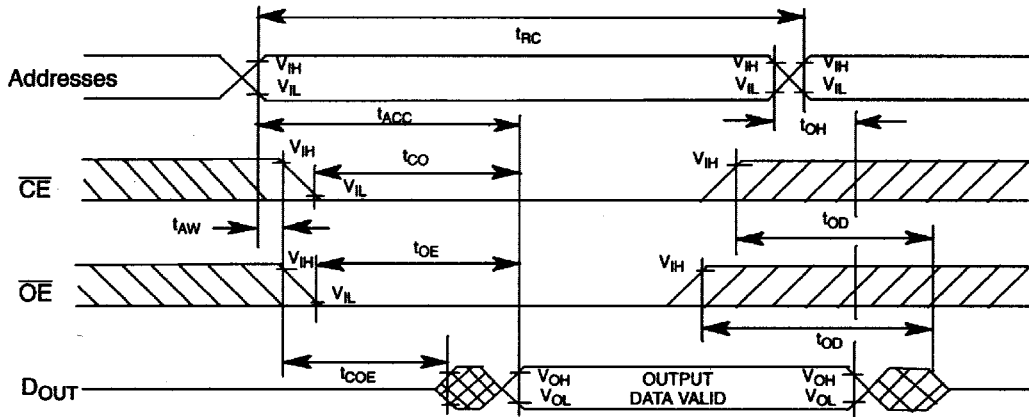 tRC
Addresses VIH VIH VIH
VIL VIL VIL
tACC tOH
VIH tCO VIH
CE VIL
tAW tOD
VIH tOE VIH
OE VIL
tOD
tCOE
DOUT VOH OUTPUT VOH
VOL DATA VALID VOL